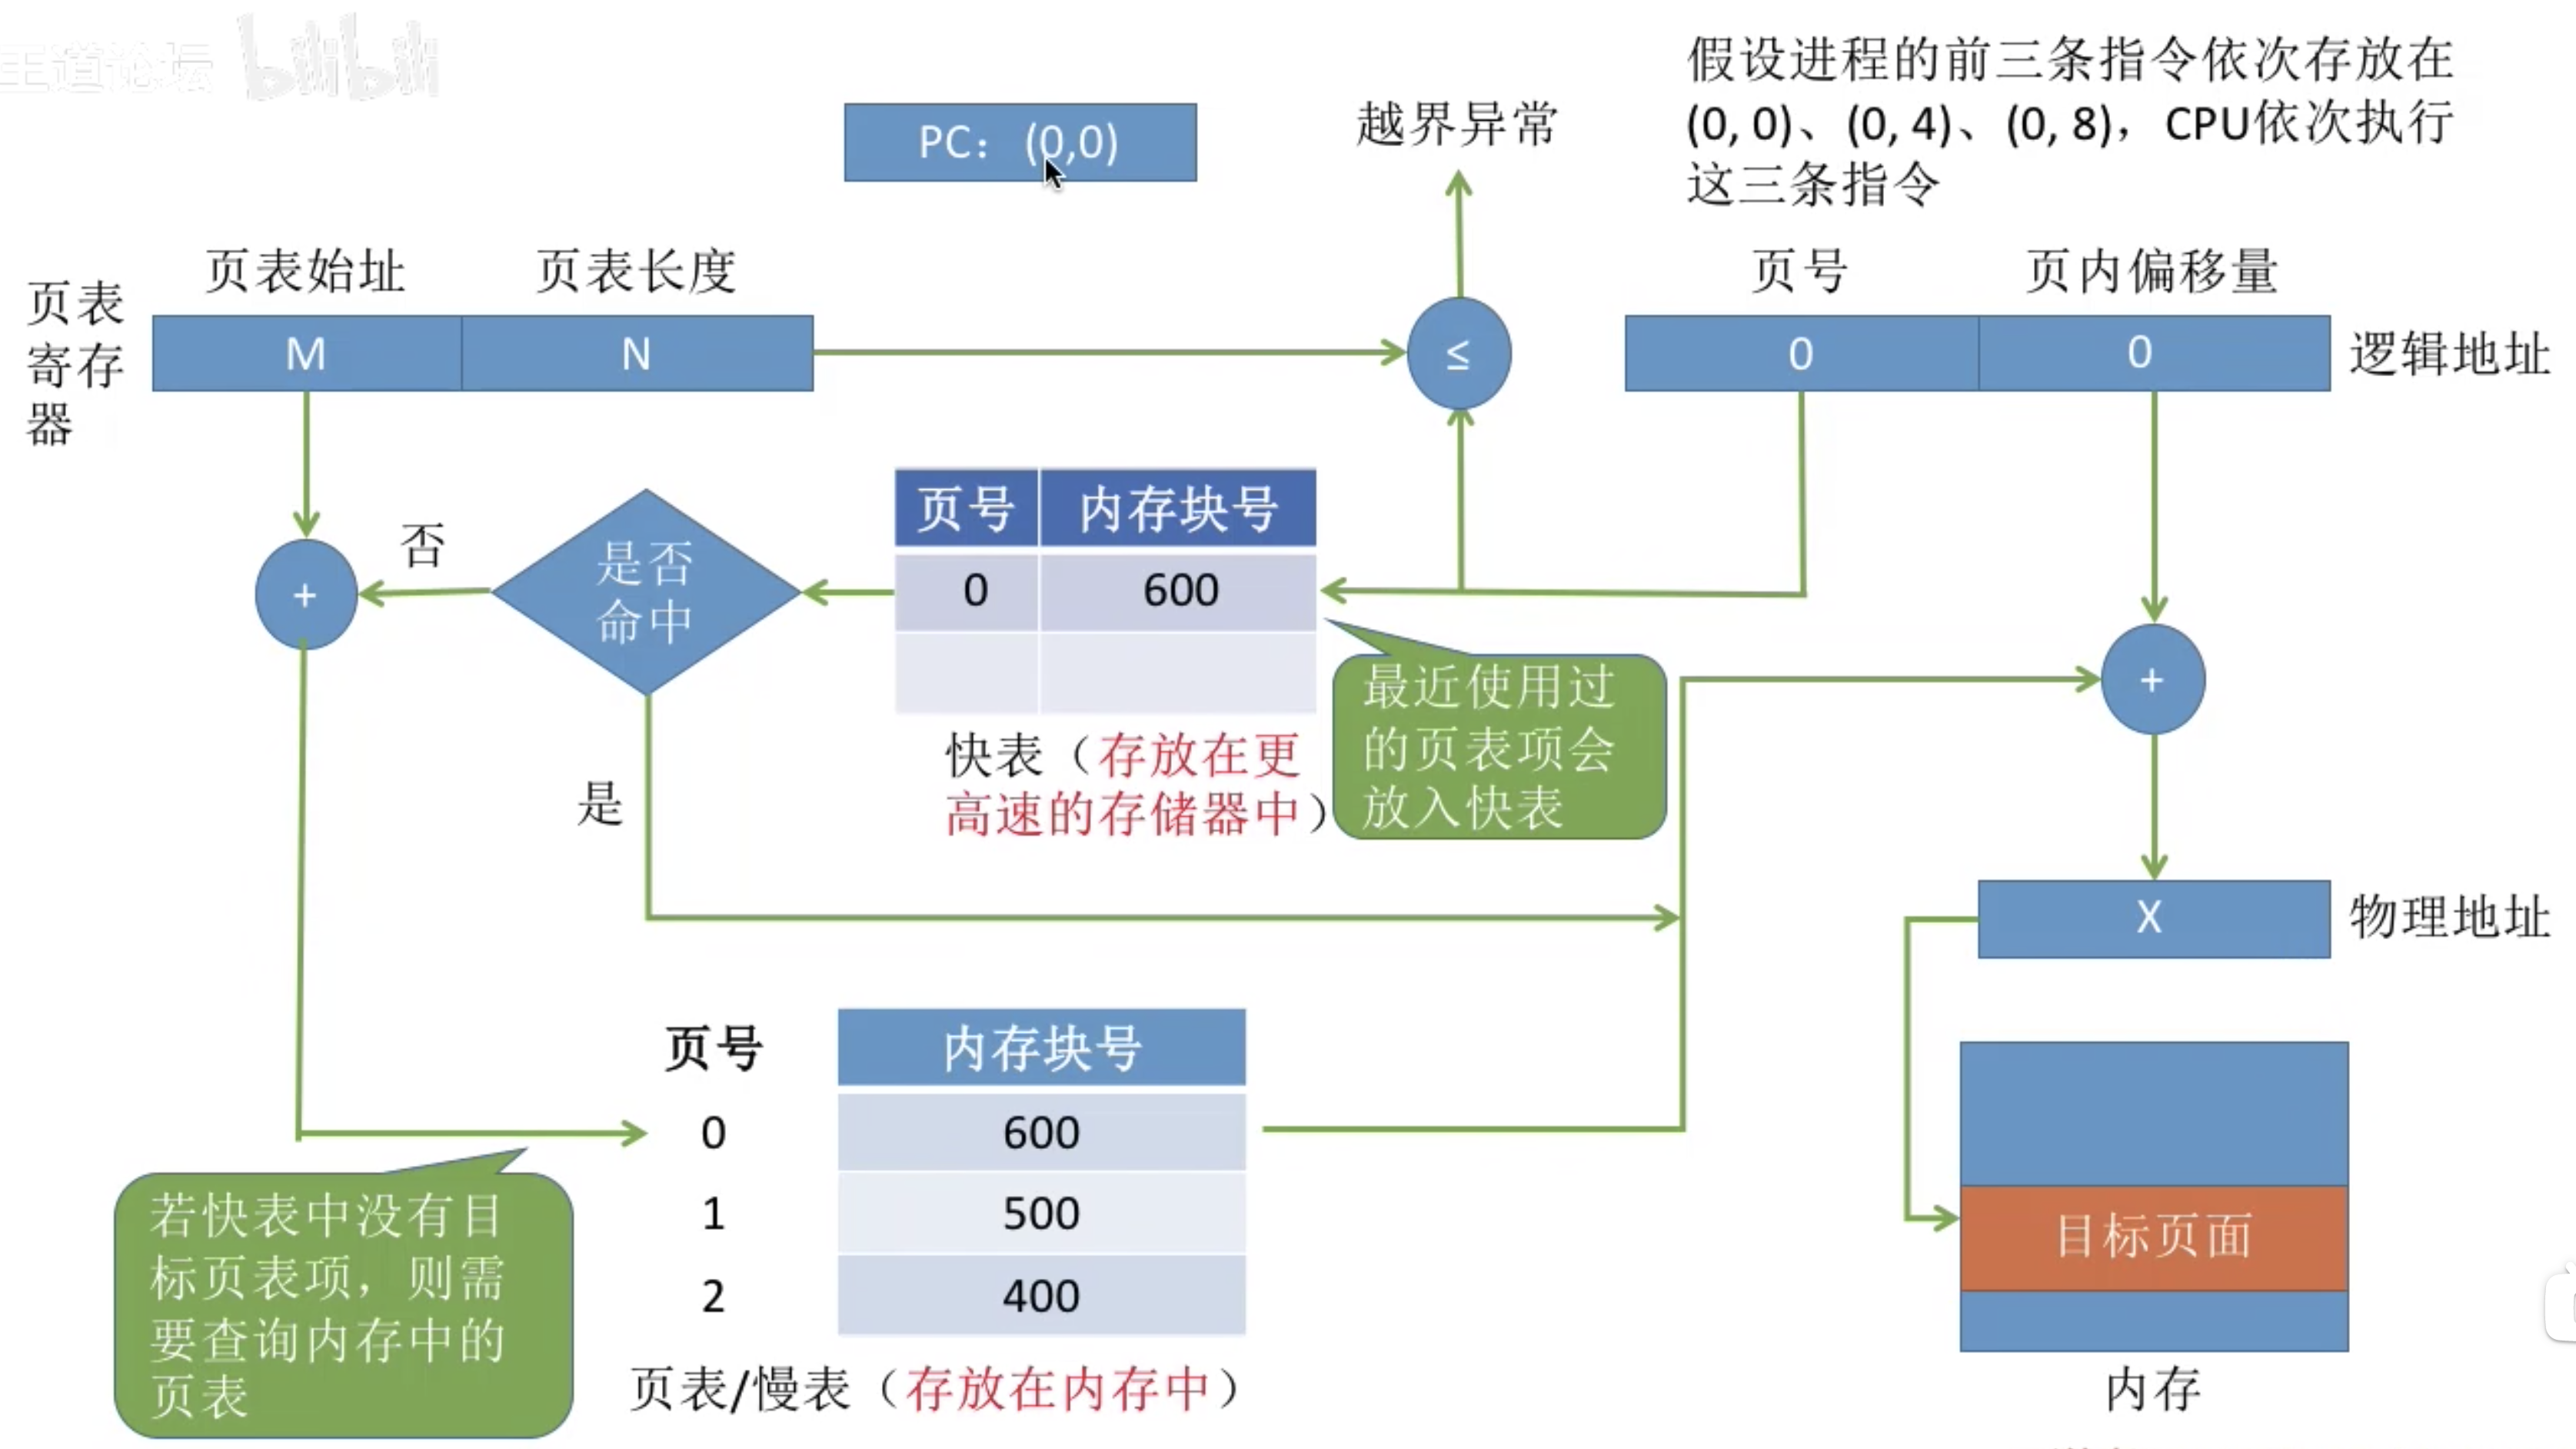 王道论坛 bilibili
假设进程的前三条指令依次存放在
(0, 0)、(0, 4)、(0, 8)，CPU依次执行
这三条指令
PC：(0,0)
越界异常
页表
寄存
器
页表始址
页表长度
M
N
≤
页号
页内偏移量
0
0
逻辑地址
+
否
是否
命中
页号
内存块号
0
600
快表（存放在更
高速的存储器中）
最近使用过
的页表项会
放入快表
是
+
X
物理地址
页号
内存块号
0
600
1
500
2
400
页表/慢表（存放在内存中）
若快表中没有目
标页表项，则需
要查询内存中的
页表
目标页面
内存